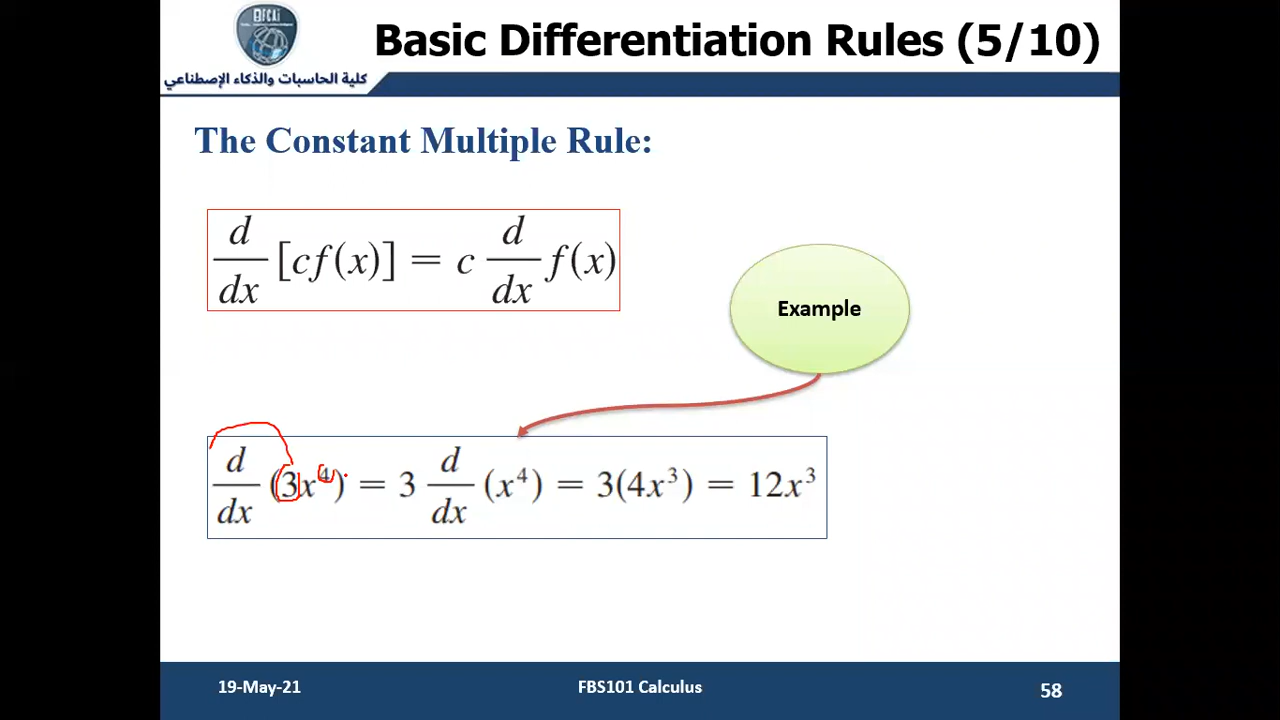 BFCAI
Basic Differentiation Rules (5/10)
كلية الحاسبات والذكاء الإصطناعي
The Constant Multiple Rule:
d/dx [cf(x)] = c d/dx f(x)
Example
d/dx (3x⁴) = 3 d/dx (x⁴) = 3(4x³) = 12x³
19-May-21 FBS101 Calculus 58